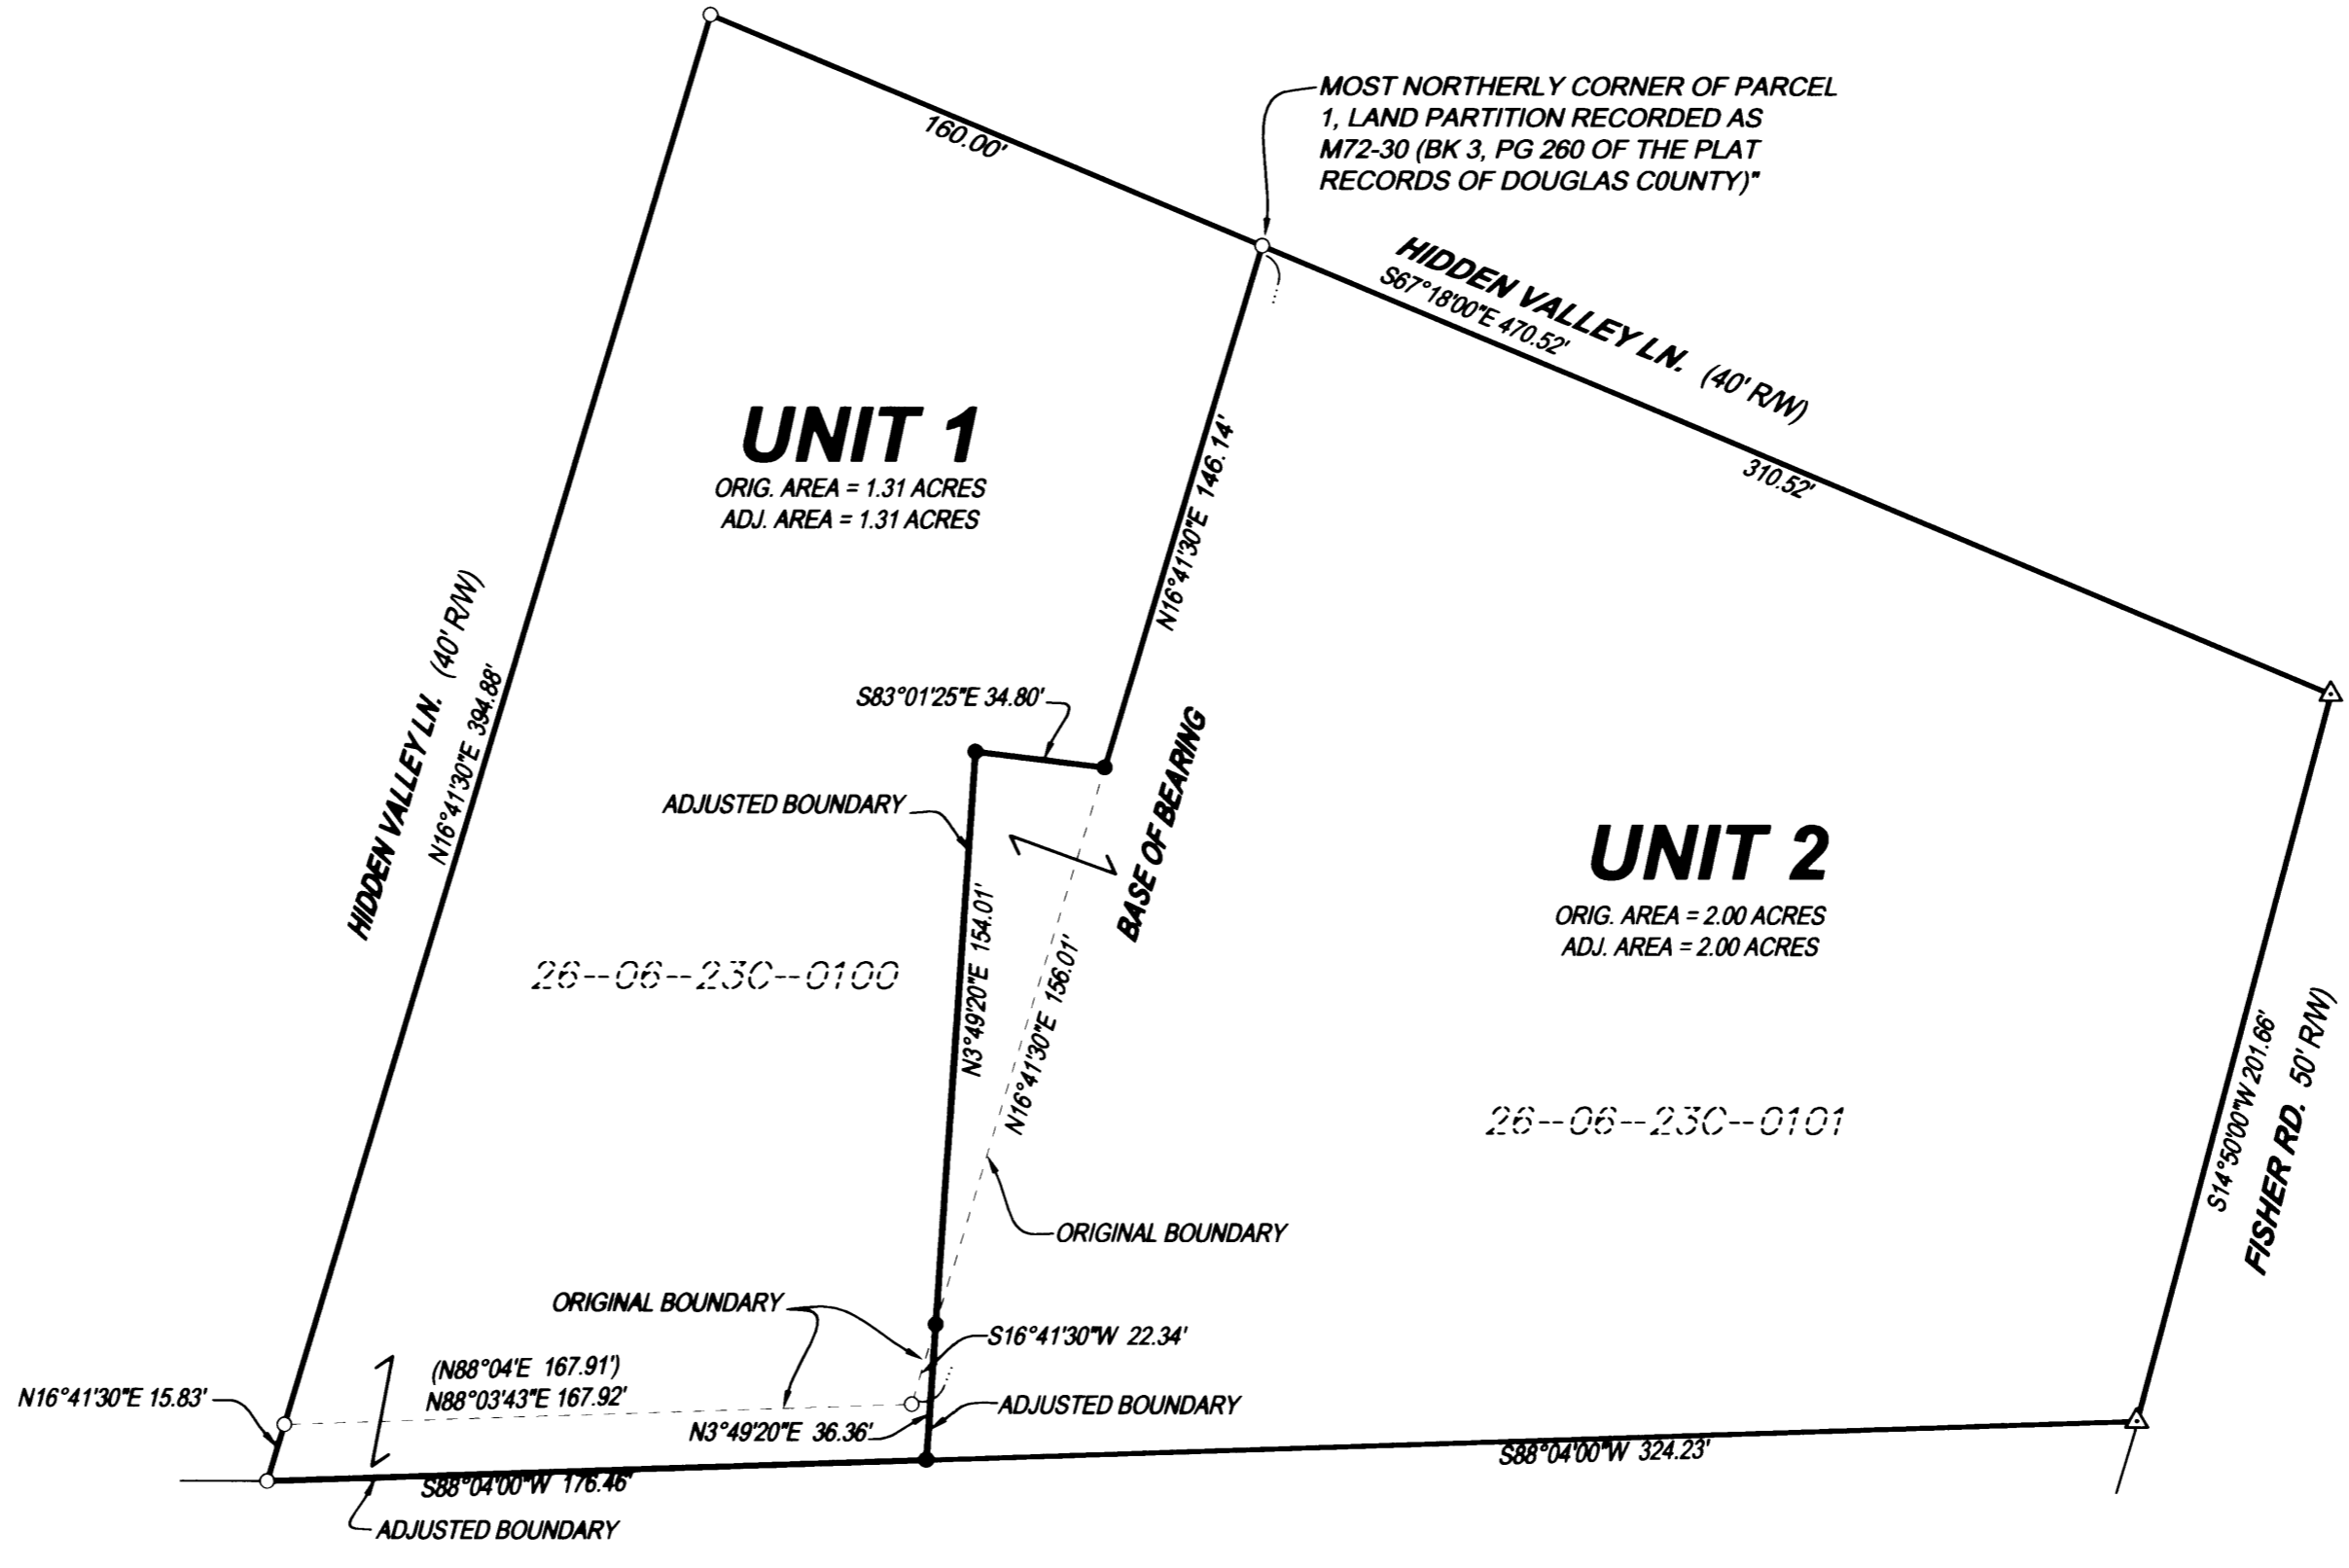 MOST NORTHERLY CORNER OF PARCEL
1, LAND PARTITION RECORDED AS
M72-30 (BK 3, PG 260 OF THE PLAT
RECORDS OF DOUGLAS COUNTY)"
160.00'
HIDDEN VALLEY LN. (40' R/W)
S67°18'00"E 470.52'
310.52'
UNIT 1
ORIG. AREA = 1.31 ACRES
ADJ. AREA = 1.31 ACRES
N16°41'30"E 146.14'
HIDDEN VALLEY LN. (40' R/W)
N16°41'30"E 394.88'
S83°01'25"E 34.80'
ADJUSTED BOUNDARY
BASE OF BEARING
UNIT 2
ORIG. AREA = 2.00 ACRES
ADJ. AREA = 2.00 ACRES
26--06--23C--0100
N3°49'20"E 154.01'
N16°41'30"E 156.01'
26--06--23C--0101
S14°50'00"W 201.66'
FISHER RD. 50' R/W)
ORIGINAL BOUNDARY
ORIGINAL BOUNDARY
S16°41'30"W 22.34'
(N88°04'E 167.91')
N88°03'43"E 167.92'
N16°41'30"E 15.83'
N3°49'20"E 36.36'
ADJUSTED BOUNDARY
S88°04'00"W 324.23'
S88°04'00"W 176.46'
ADJUSTED BOUNDARY